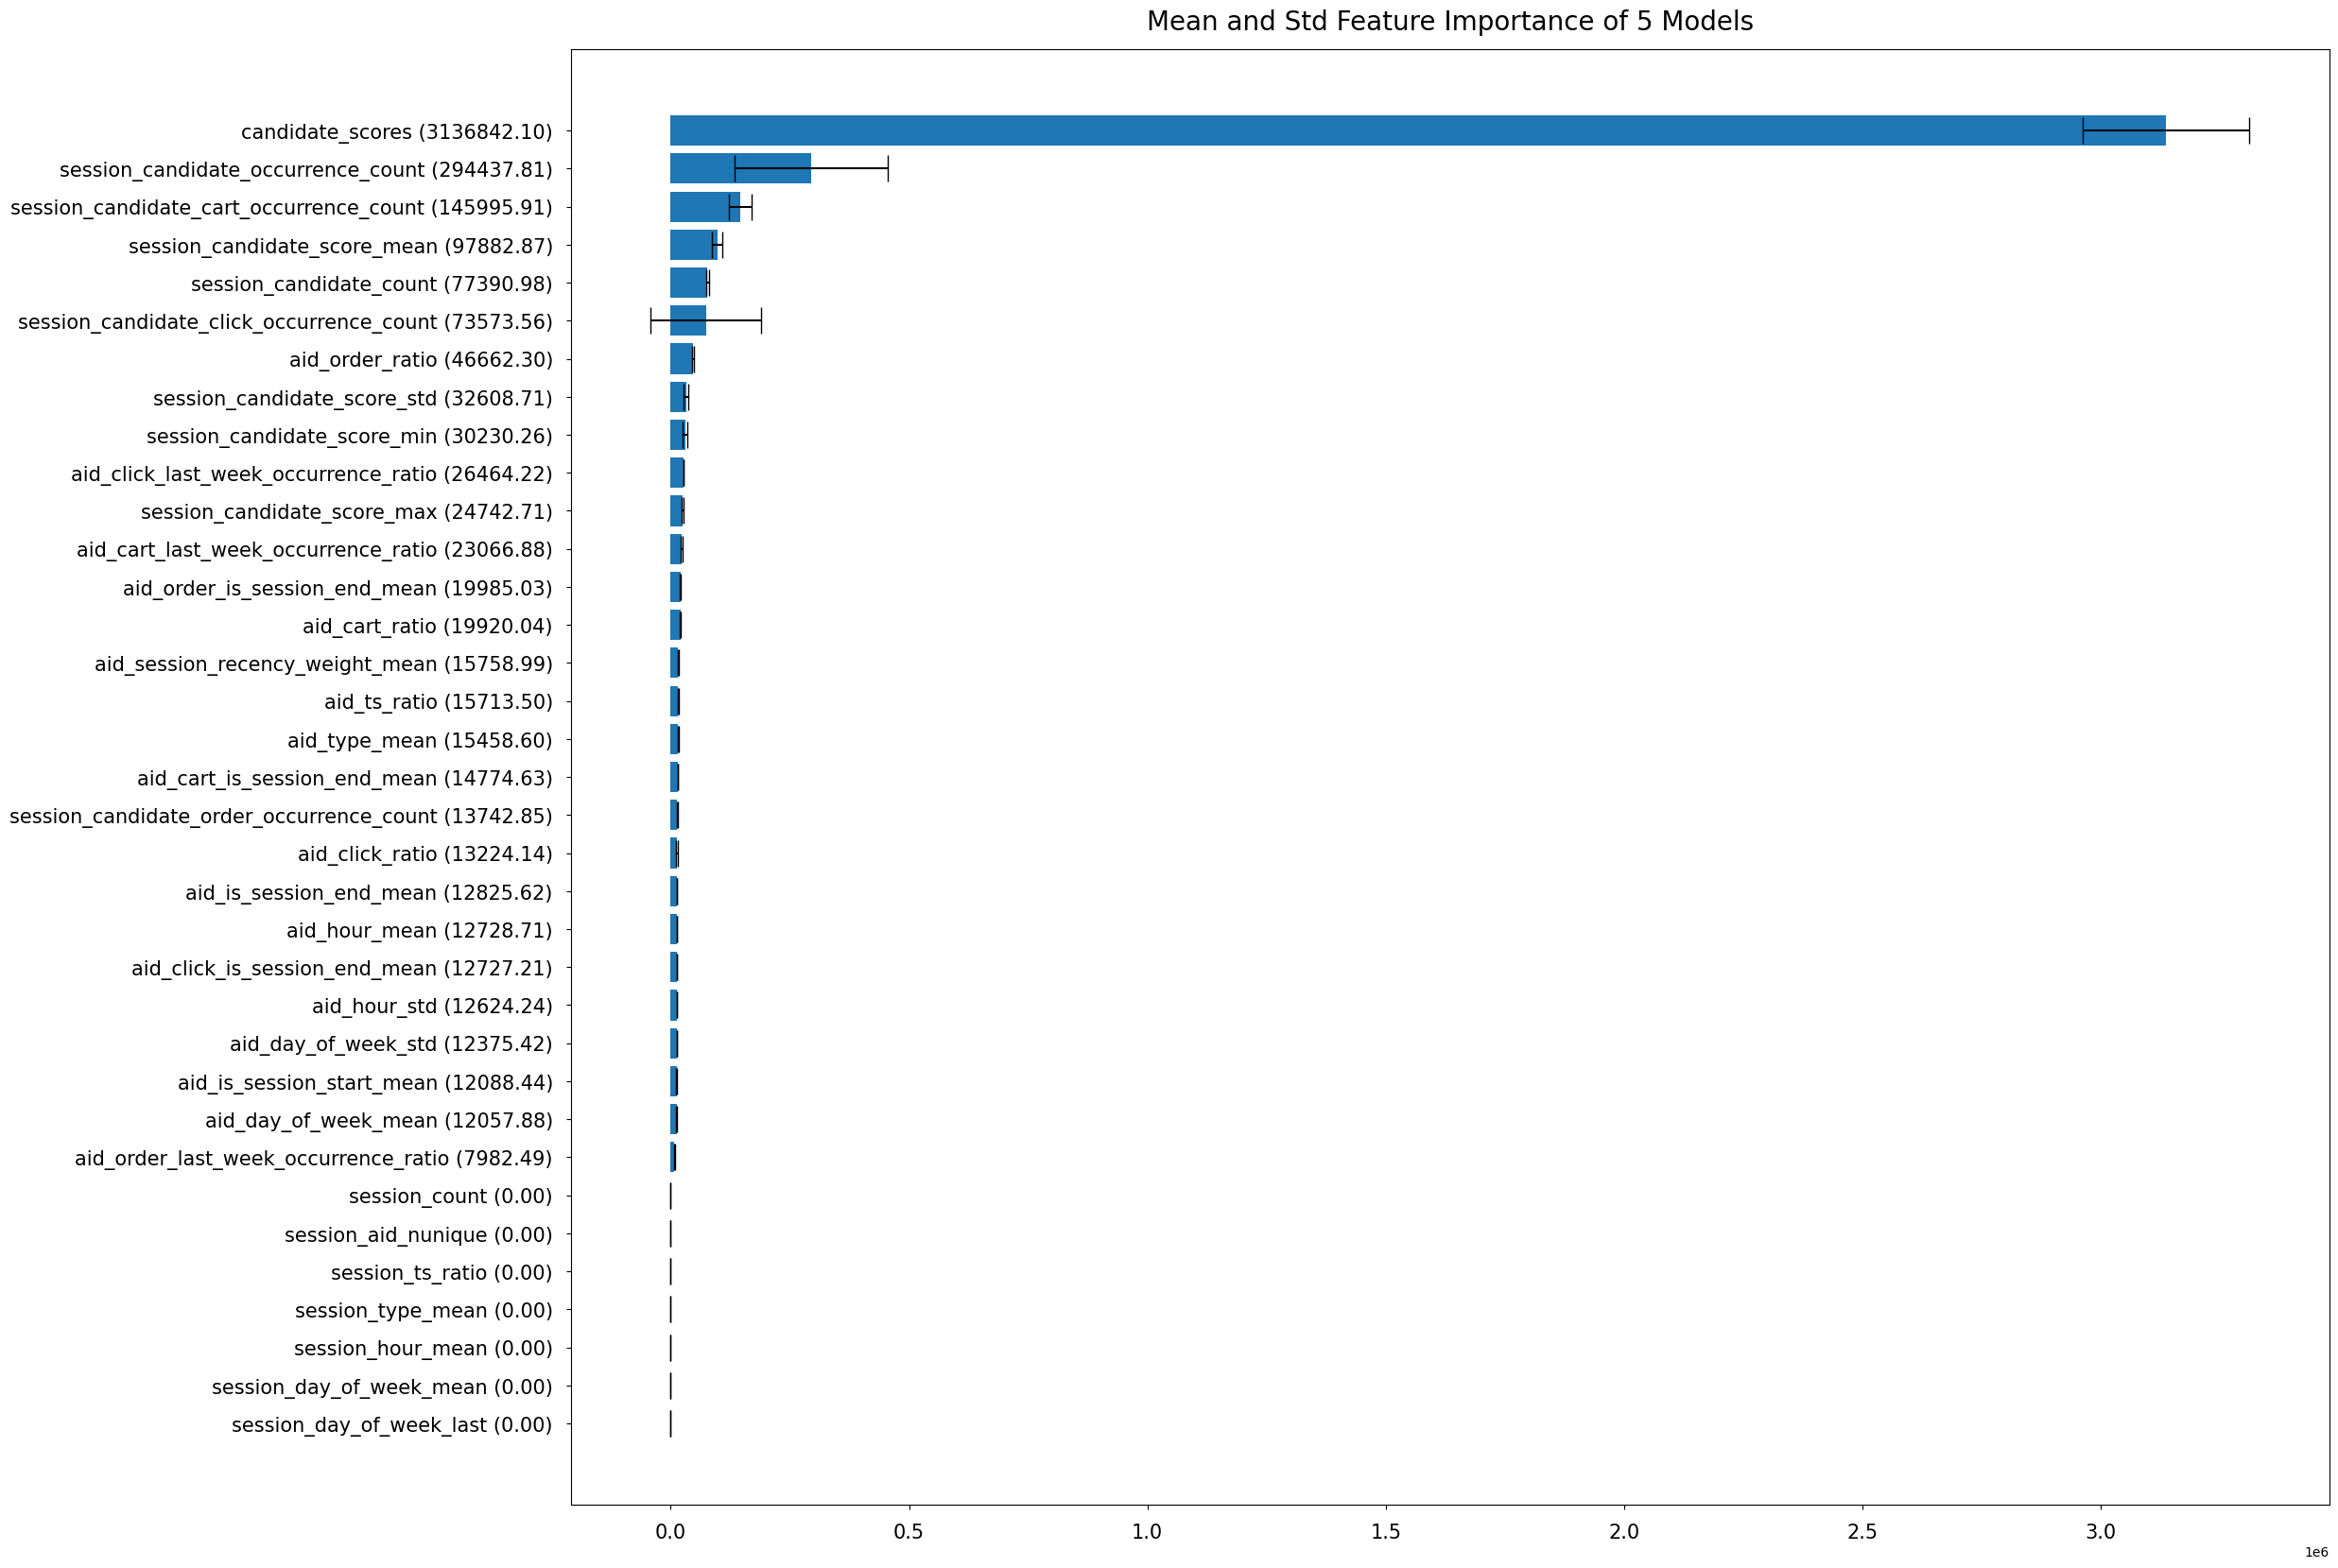 Mean and Std Feature Importance of 5 Models
candidate_scores (3136842.10)
session_candidate_occurrence_count (294437.81)
session_candidate_cart_occurrence_count (145995.91)
session_candidate_score_mean (97882.87)
session_candidate_count (77390.98)
session_candidate_click_occurrence_count (73573.56)
aid_order_ratio (46662.30)
session_candidate_score_std (32608.71)
session_candidate_score_min (30230.26)
aid_click_last_week_occurrence_ratio (26464.22)
session_candidate_score_max (24742.71)
aid_cart_last_week_occurrence_ratio (23066.88)
aid_order_is_session_end_mean (19985.03)
aid_cart_ratio (19920.04)
aid_session_recency_weight_mean (15758.99)
aid_ts_ratio (15713.50)
aid_type_mean (15458.60)
aid_cart_is_session_end_mean (14774.63)
session_candidate_order_occurrence_count (13742.85)
aid_click_ratio (13224.14)
aid_is_session_end_mean (12825.62)
aid_hour_mean (12728.71)
aid_click_is_session_end_mean (12727.21)
aid_hour_std (12624.24)
aid_day_of_week_std (12375.42)
aid_is_session_start_mean (12088.44)
aid_day_of_week_mean (12057.88)
aid_order_last_week_occurrence_ratio (7982.49)
session_count (0.00)
session_aid_nunique (0.00)
session_ts_ratio (0.00)
session_type_mean (0.00)
session_hour_mean (0.00)
session_day_of_week_mean (0.00)
session_day_of_week_last (0.00)
0.0 0.5 1.0 1.5 2.0 2.5 3.0
1e6